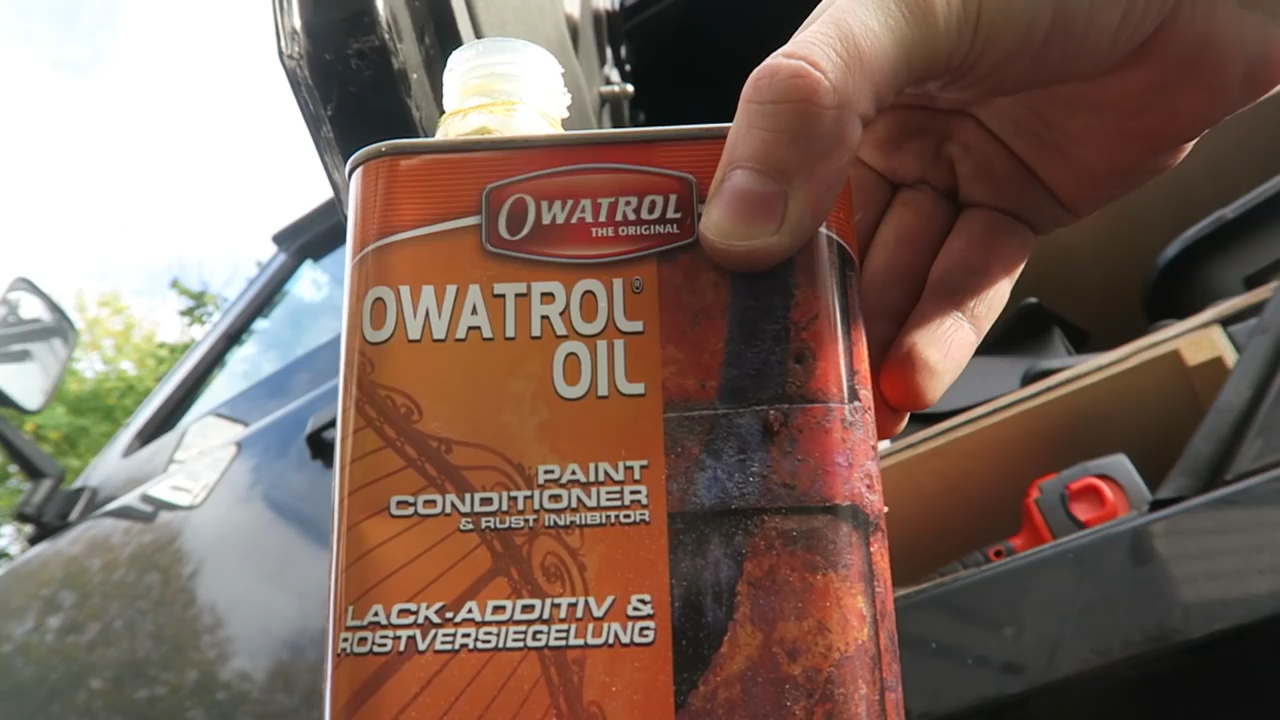 OWATROL
THE ORIGINAL
OWATROL®
OIL
PAINT
CONDITIONER
& RUST INHIBITOR
LACK-ADDITIV &
ROSTVERSIEGELUNG